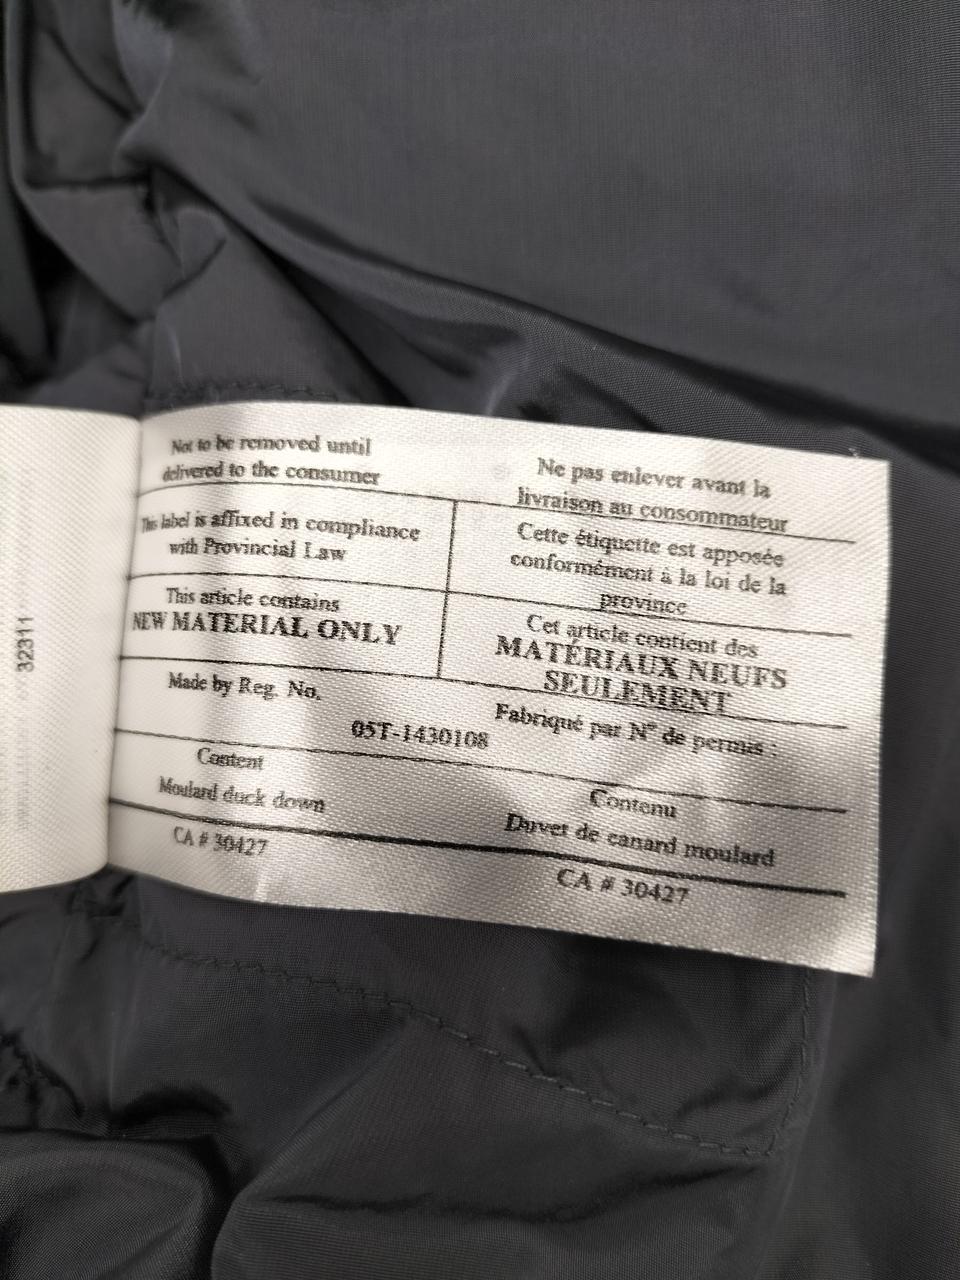 32311
Not to be removed until
delivered to the consumer
Ne pas enlever avant la
livraison au consommateur
This label is affixed in compliance
with Provincial Law
Cette étiquette est apposée
conformément à la loi de la
province
This article contains
NEW MATERIAL ONLY
Cet article contient des
MATÉRIAUX NEUFS
SEULEMENT
Made by Reg. No.
Fabriqué par N° de permis :
05T-1430108
Content
Moulard duck down
Contenu
Duvet de canard moulard
CA # 30427
CA # 30427